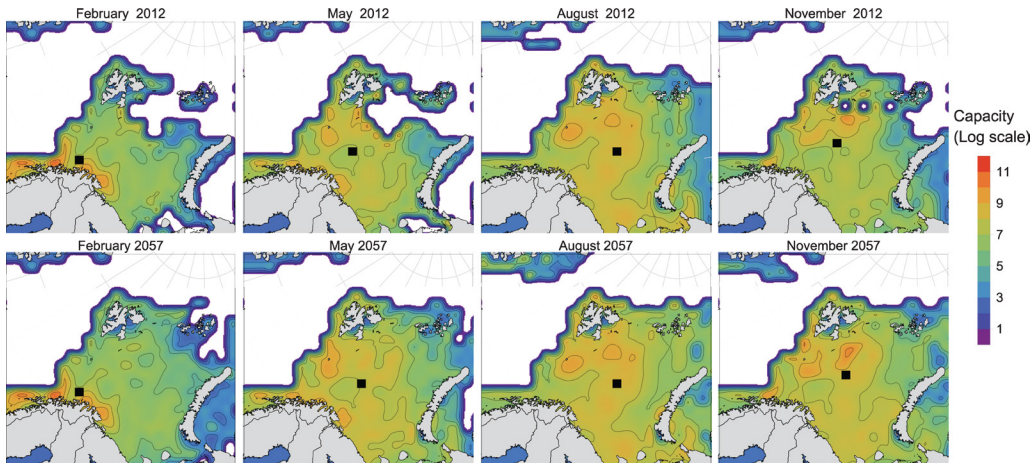 February 2012
May 2012
August 2012
November 2012
Capacity
(Log scale)
11
9
7
5
3
1
February 2057
May 2057
August 2057
November 2057